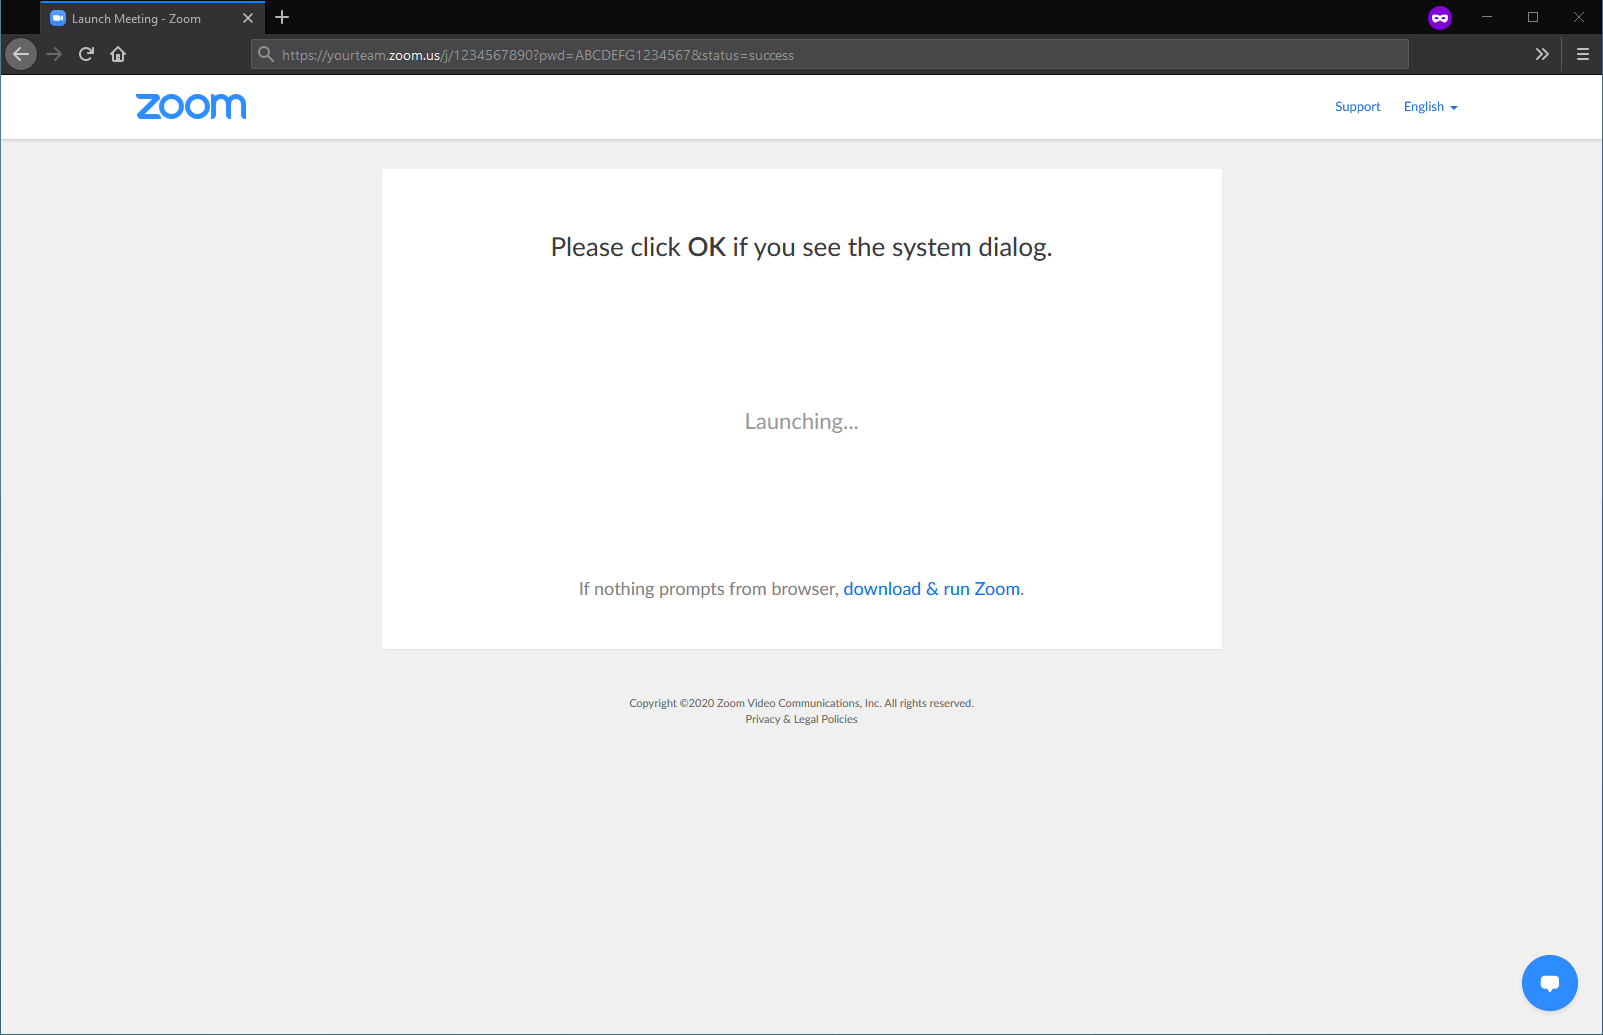 Launch Meeting - Zoom
https://yourteam.zoom.us/j/1234567890?pwd=ABCDEFG1234567&status=success
zoom
Support English
Please click OK if you see the system dialog.
Launching...
If nothing prompts from browser, download & run Zoom.
Copyright ©2020 Zoom Video Communications, Inc. All rights reserved.
Privacy & Legal Policies